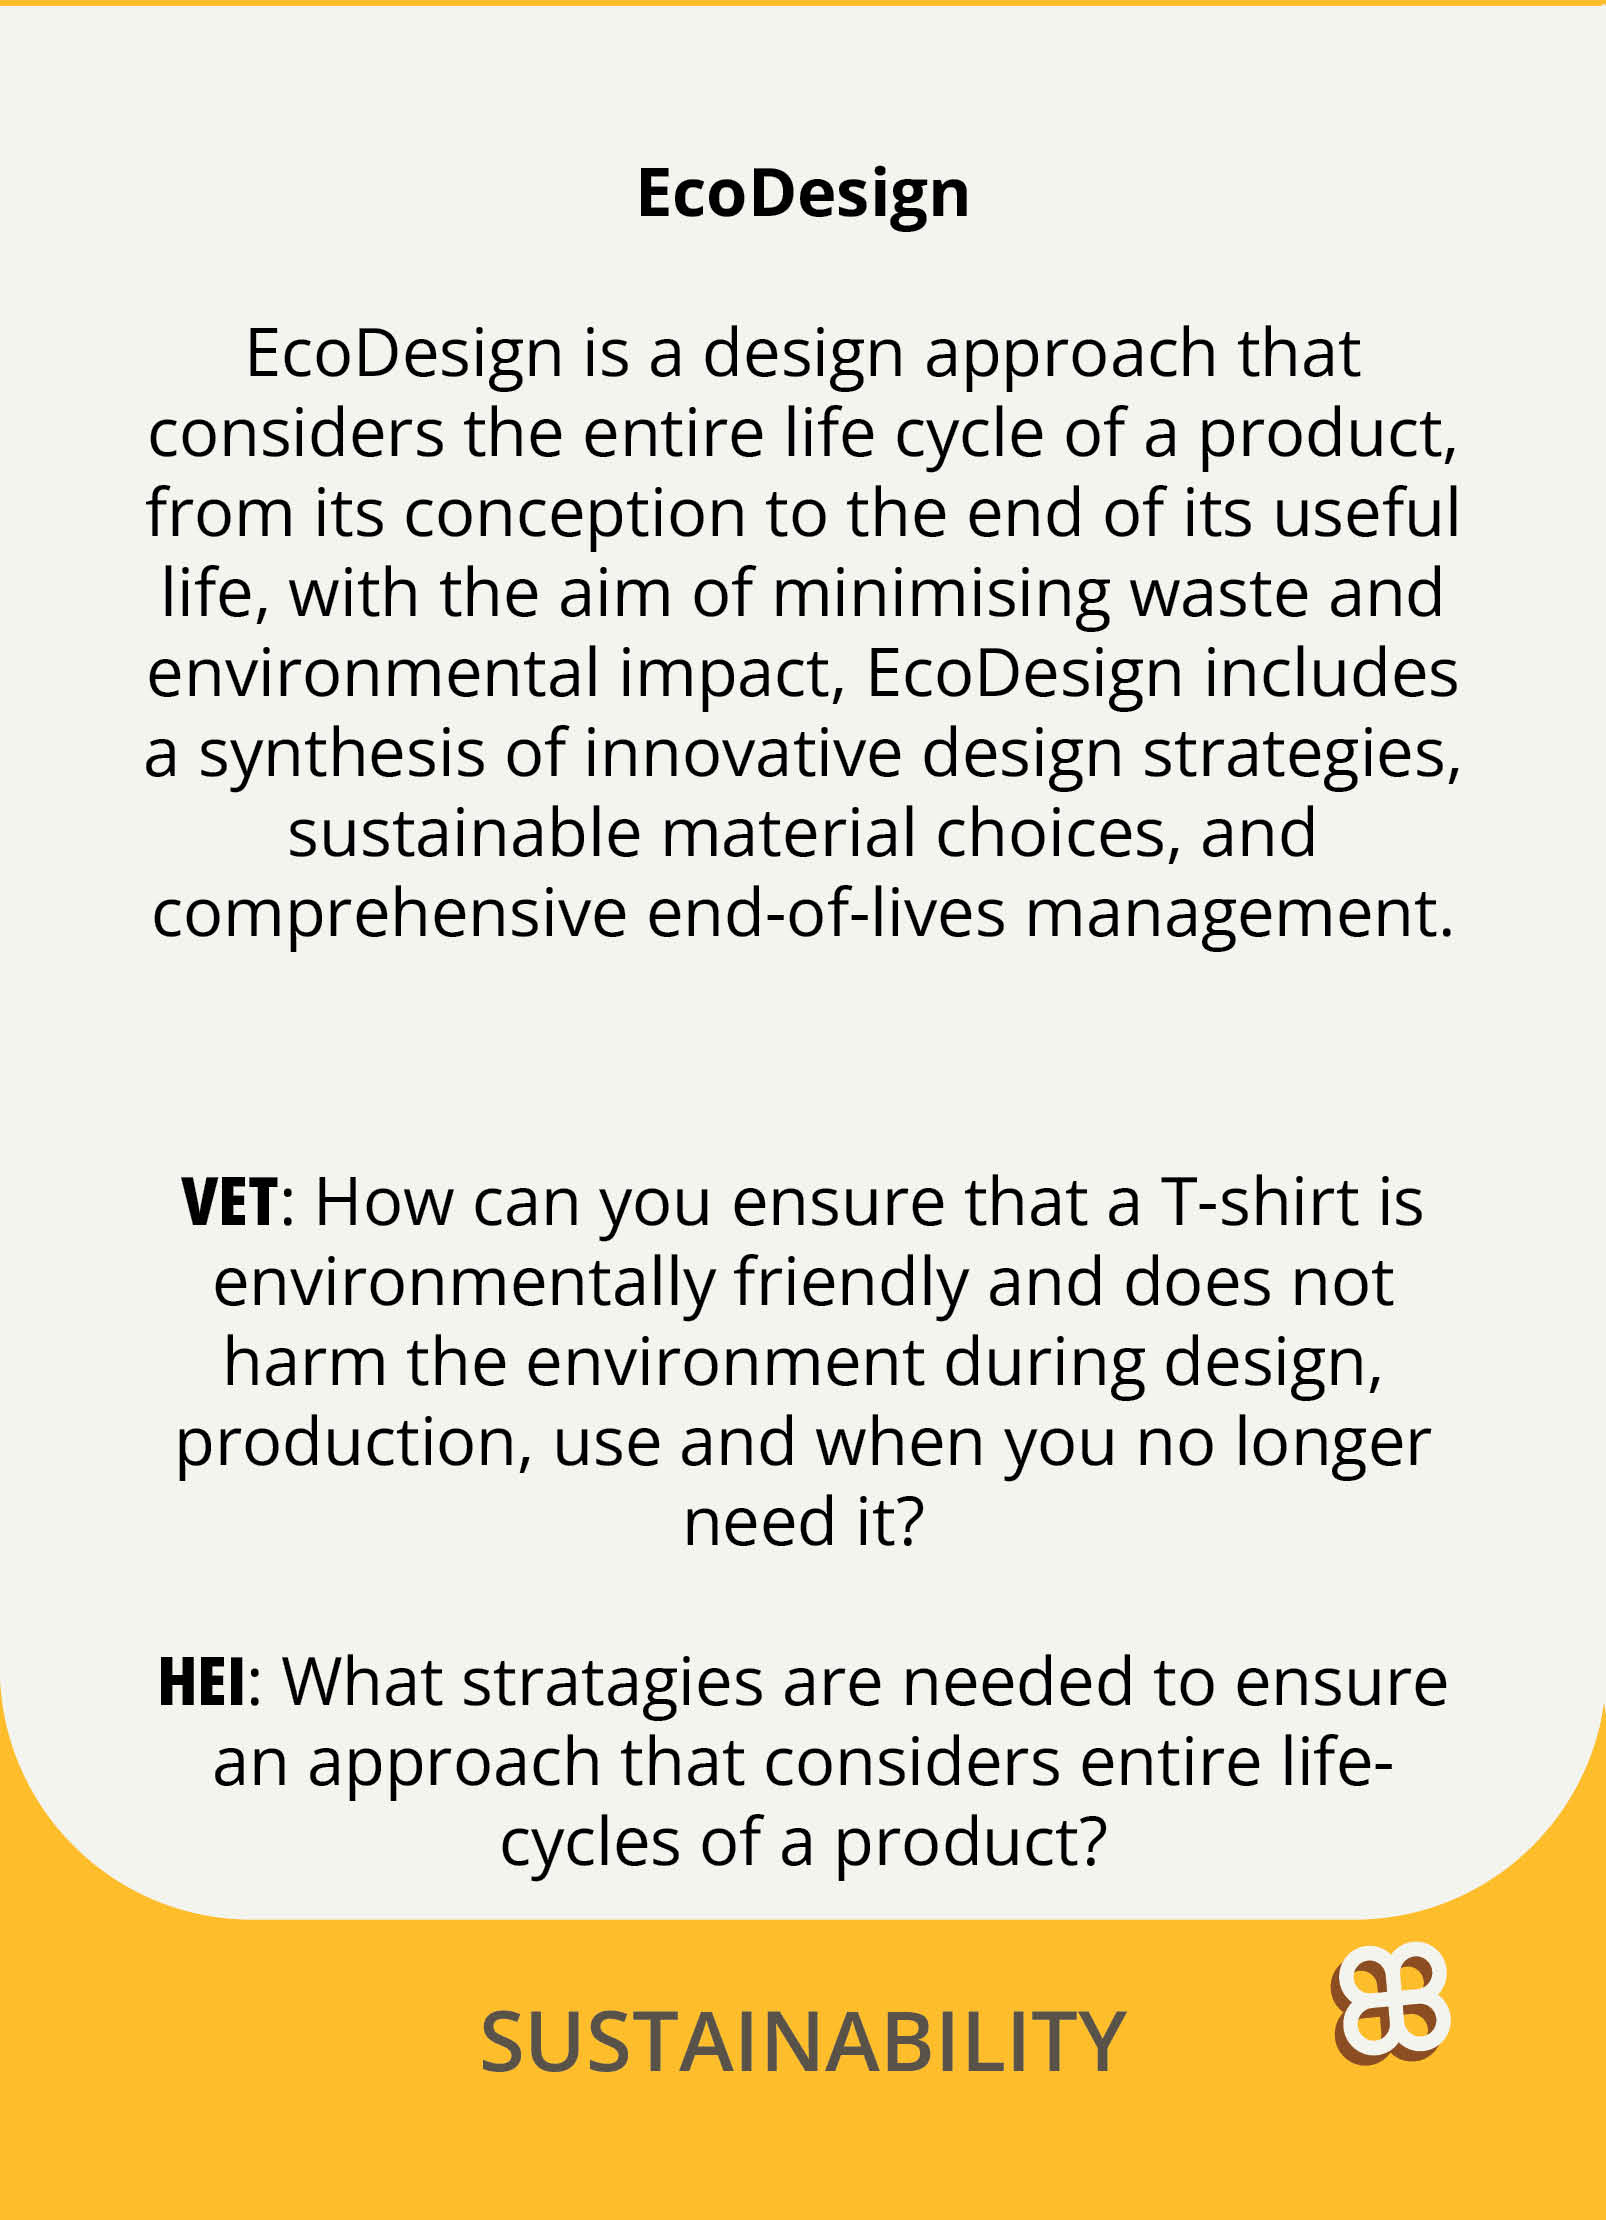 EcoDesign
EcoDesign is a design approach that
considers the entire life cycle of a product,
from its conception to the end of its useful
life, with the aim of minimising waste and
environmental impact, EcoDesign includes
a synthesis of innovative design strategies,
sustainable material choices, and
comprehensive end-of-lives management.
VET: How can you ensure that a T-shirt is
environmentally friendly and does not
harm the environment during design,
production, use and when you no longer
need it?
HEI: What stratagies are needed to ensure
an approach that considers entire life-
cycles of a product?
SUSTAINABILITY